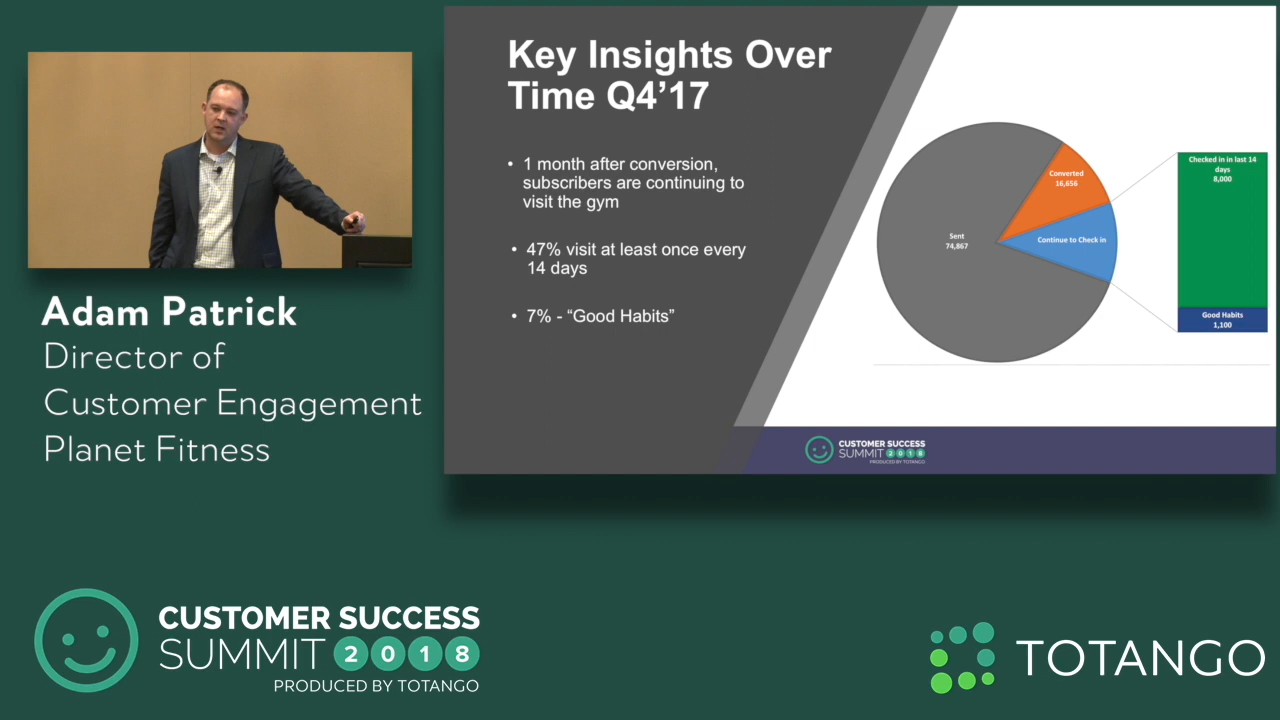 Adam Patrick
Director of
Customer Engagement
Planet Fitness
Key Insights Over
Time Q4’17
• 1 month after conversion,
subscribers are continuing to
visit the gym
• 47% visit at least once every
14 days
• 7% - “Good Habits”
Sent
74,867
Converted
16,656
Continue to Check in
Checked in in last 14
days
8,000
Good Habits
1,100
CUSTOMER SUCCESS
SUMMIT 2018
PRODUCED BY TOTANGO
CUSTOMER SUCCESS
SUMMIT 2018
PRODUCED BY TOTANGO
TOTANGO